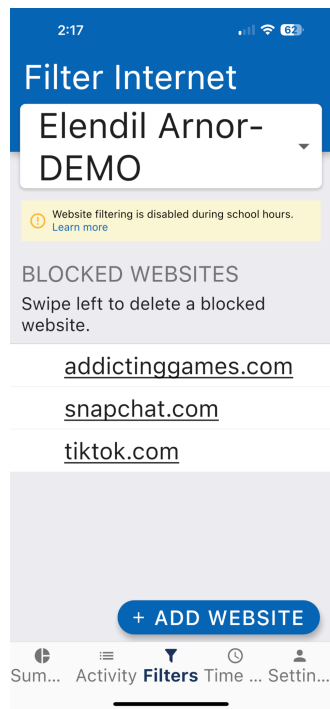 2:17 62
Filter Internet
Elendil Arnor-
DEMO
Website filtering is disabled during school hours.
Learn more
BLOCKED WEBSITES
Swipe left to delete a blocked
website.
addictinggames.com
snapchat.com
tiktok.com
+ ADD WEBSITE
Sum... Activity Filters Time ... Settin...